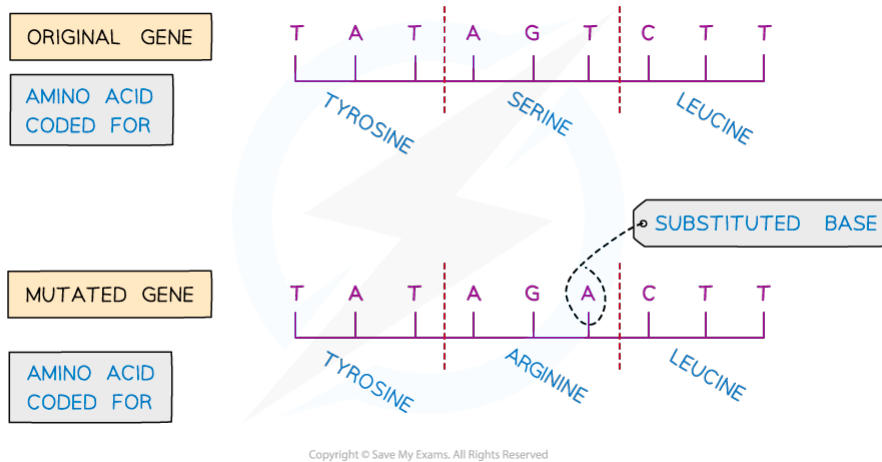 ORIGINAL GENE
T A T A G T C T T
AMINO ACID
CODED FOR
TYROSINE
SERINE
LEUCINE
SUBSTITUTED BASE
MUTATED GENE
T A T A G A C T T
AMINO ACID
CODED FOR
TYROSINE
ARGININE
LEUCINE
Copyright © Save My Exams. All Rights Reserved